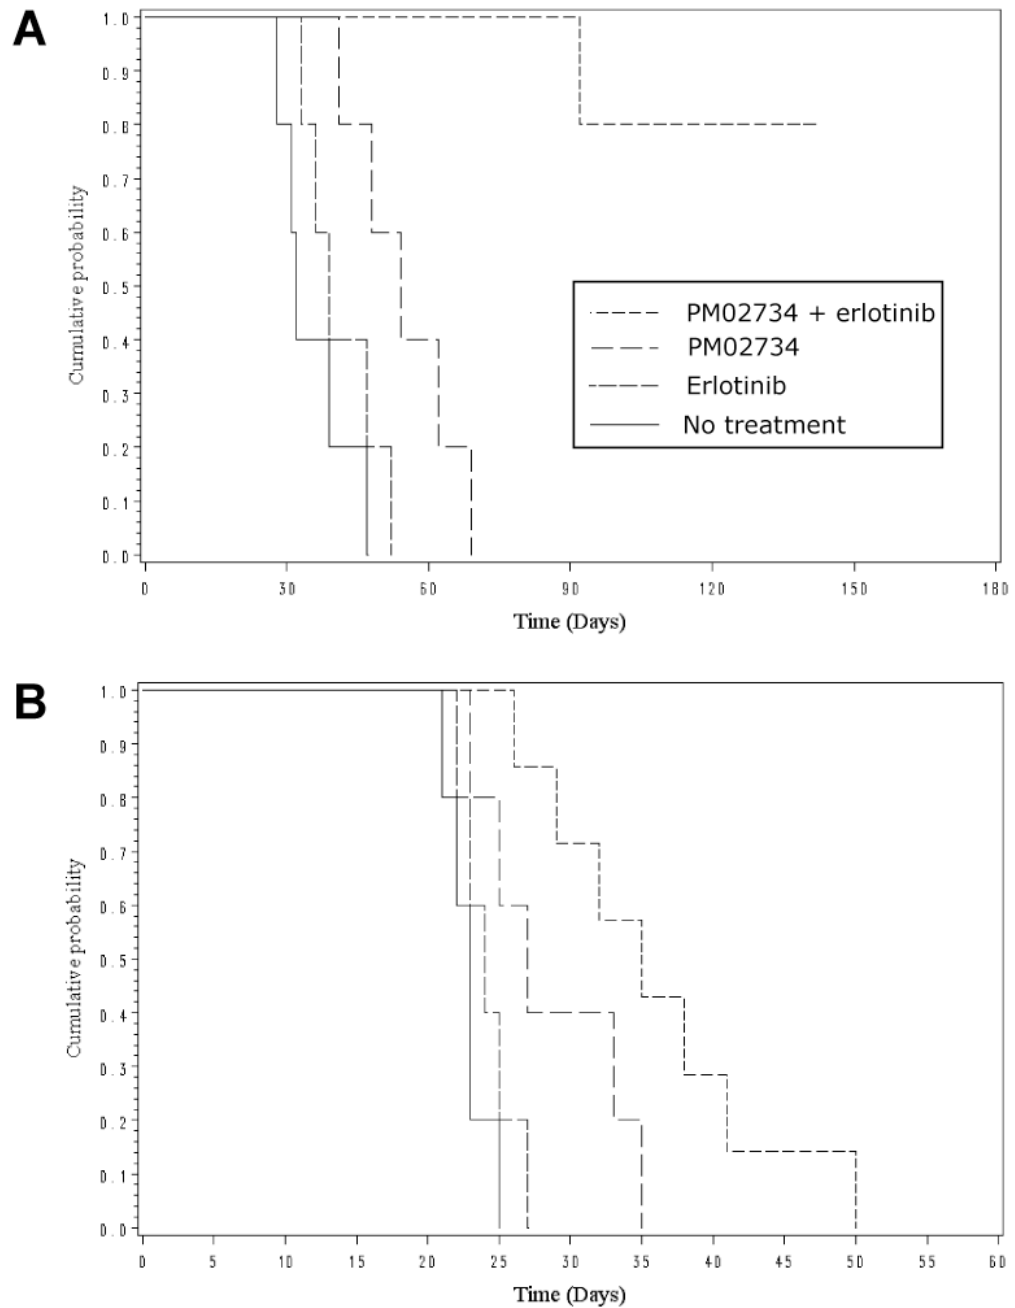 A
1.0
0.9
0.8
0.7
0.6
0.5
0.4
0.3
0.2
0.1
0.0
Cumulative probability
PM02734 + erlotinib
PM02734
Erlotinib
No treatment
0 30 60 90 120 150 180
Time (Days)
B
1.0
0.9
0.8
0.7
0.6
0.5
0.4
0.3
0.2
0.1
0.0
Cumulative probability
0 5 10 15 20 25 30 35 40 45 50 55 60
Time (Days)